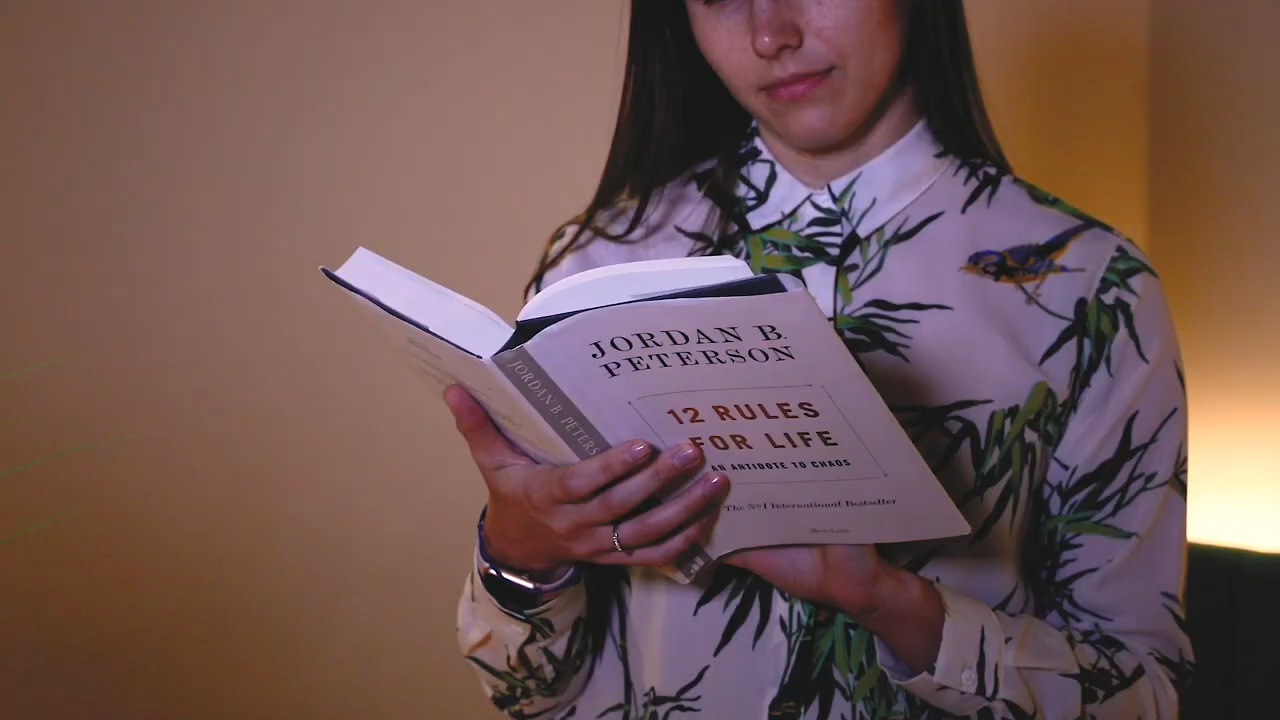 JORDAN B.
PETERSON
12 RULES
FOR LIFE
AN ANTIDOTE TO CHAOS
The Nº1 International Bestseller
JORDAN B. PETERS